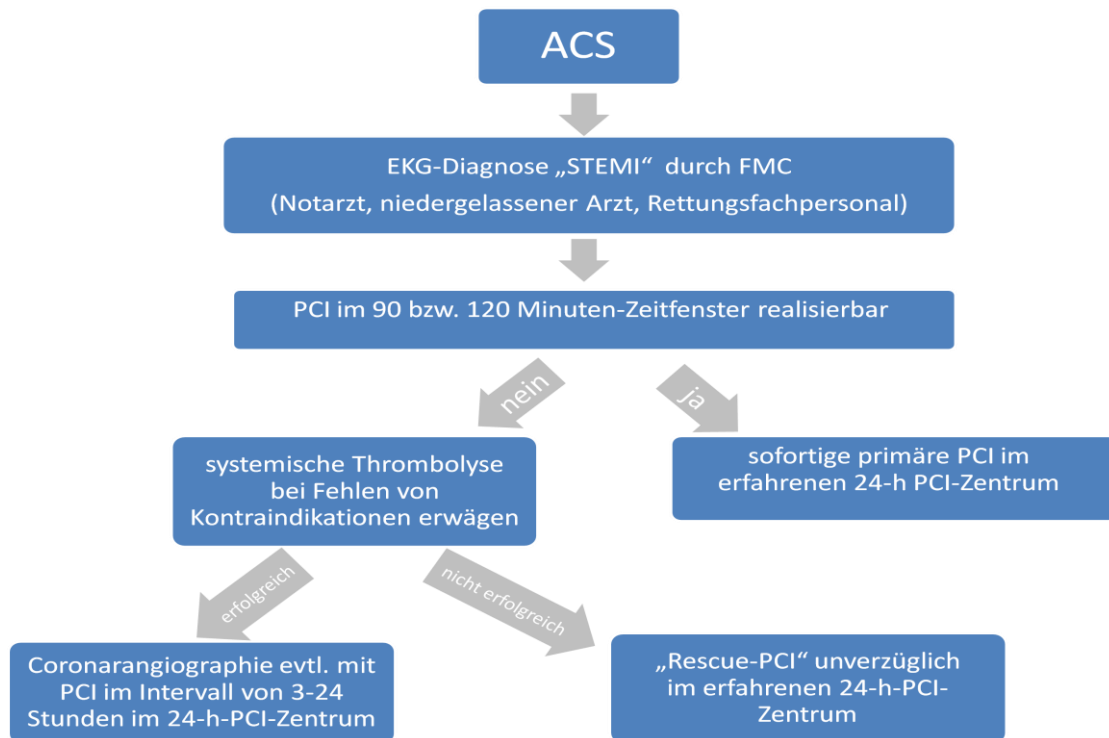 ACS
EKG-Diagnose „STEMI“ durch FMC
(Notarzt, niedergelassener Arzt, Rettungsfachpersonal)
PCI im 90 bzw. 120 Minuten-Zeitfenster realisierbar
nein
ja
systemische Thrombolyse
bei Fehlen von
Kontraindikationen erwägen
sofortige primäre PCI im
erfahrenen 24-h PCI-Zentrum
erfolgreich
nicht erfolgreich
Coronarangiographie evtl. mit
PCI im Intervall von 3-24
Stunden im 24-h-PCI-Zentrum
„Rescue-PCI“ unverzüglich
im erfahrenen 24-h-PCI-
Zentrum